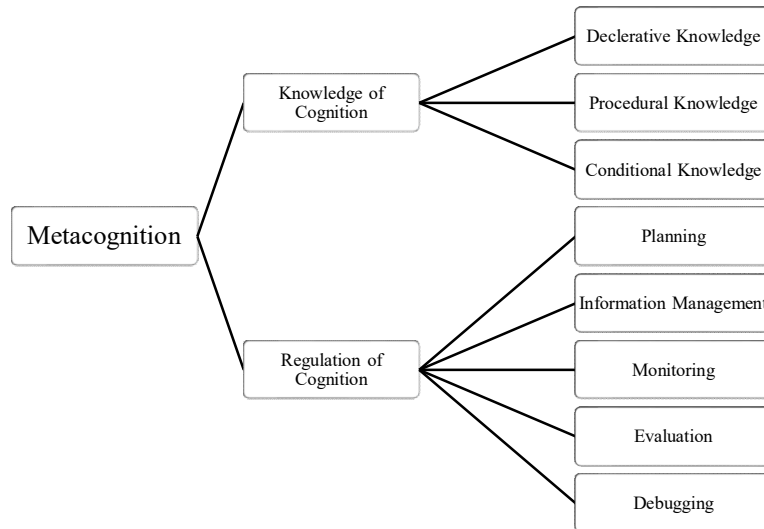 Declerative Knowledge
Knowledge of
Cognition
Procedural Knowledge
Conditional Knowledge
Metacognition
Planning
Information Management
Regulation of
Cognition
Monitoring
Evaluation
Debugging